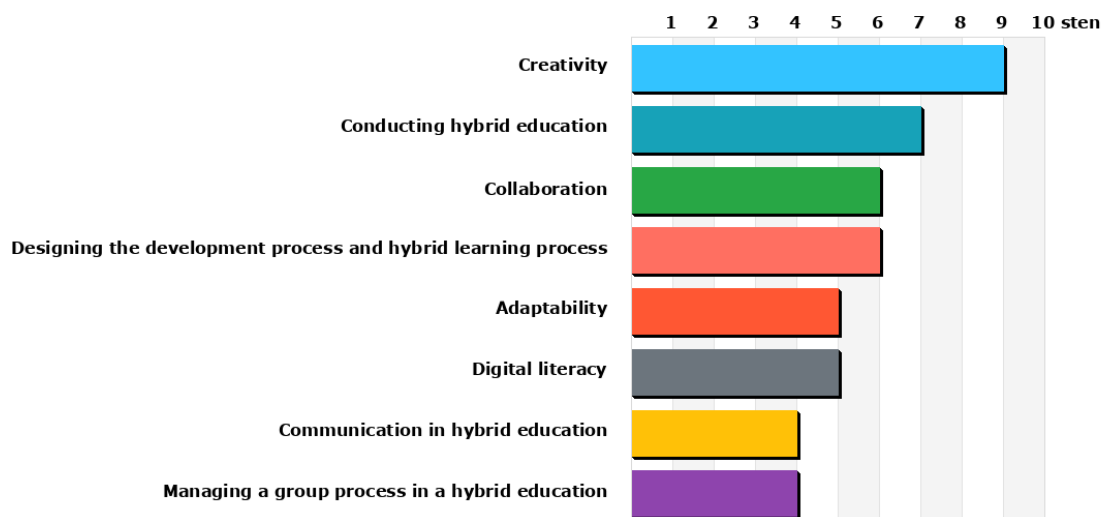 1 2 3 4 5 6 7 8 9 10 sten
Creativity
Conducting hybrid education
Collaboration
Designing the development process and hybrid learning process
Adaptability
Digital literacy
Communication in hybrid education
Managing a group process in a hybrid education